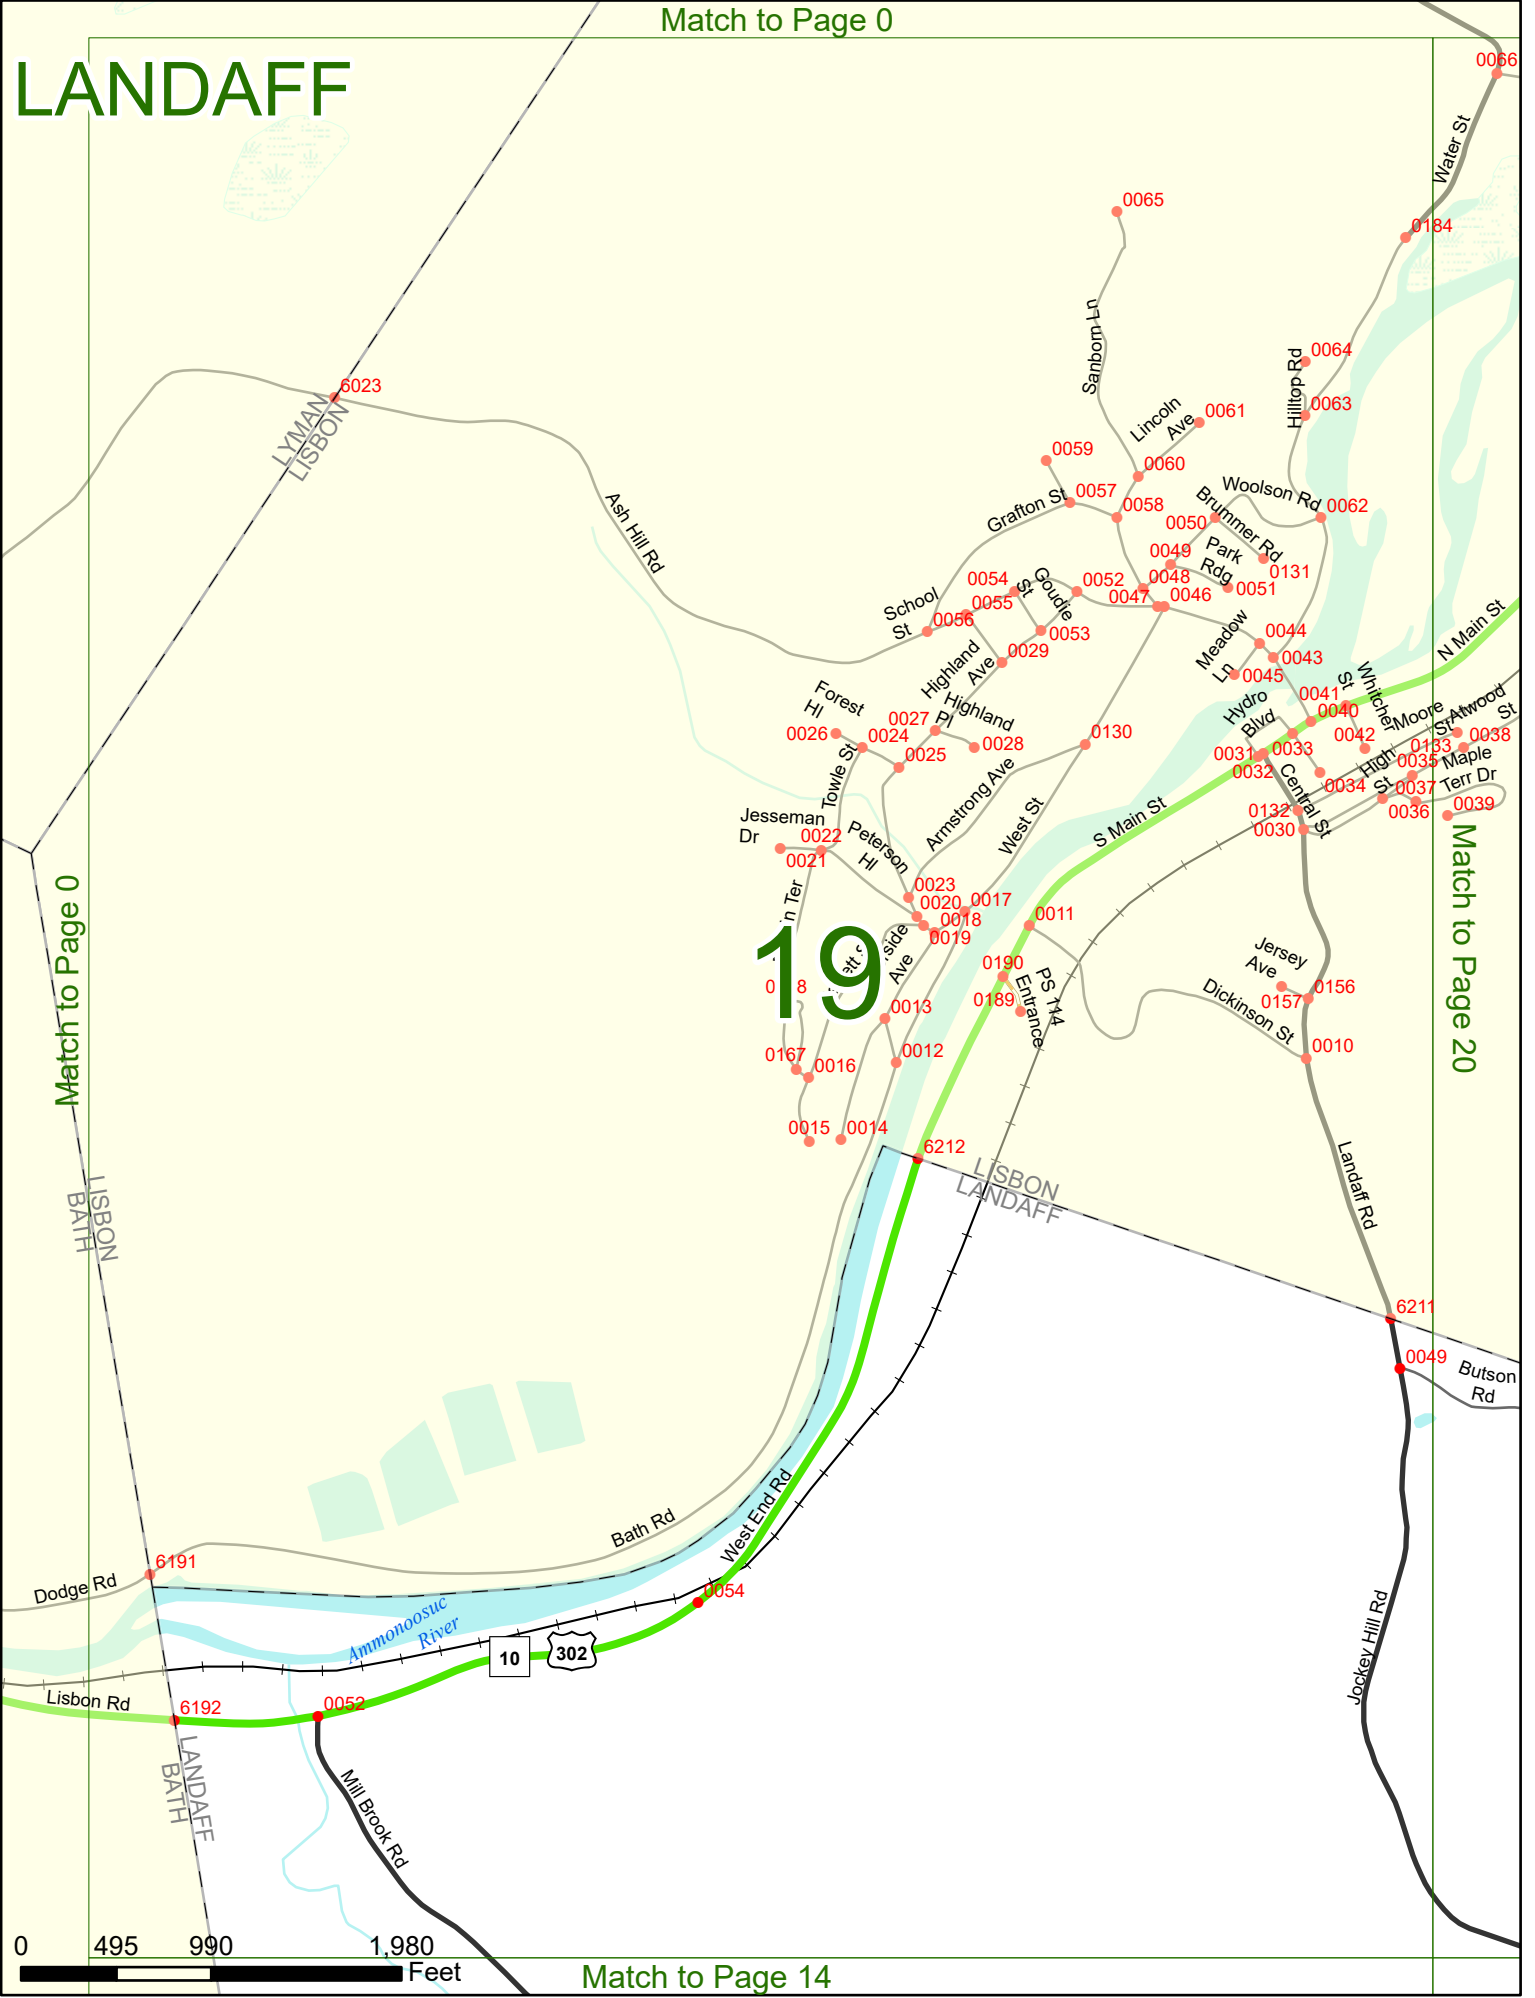 Match to Page 0
LANDAFF
0066
Water St
0065
0184
Sanborn Ln
0064
Hilltop Rd
6023
0063
LYMAN
LISBON
Lincoln
Ave
0061
0059
0060
Ash Hill Rd
Grafton St
0057
0058
Woolson Rd
0062
0050
Brummer Rd
0049
Park
Rdg
0131
0054
St
Goudie
0052
0048
0051
0047
0046
School
St
0055
0056
0053
0029
Meadow
Ln
0044
0043
0045
N Main St
Highland
Ave
Forest
Hl
Highland
Pl
Hydro
Blvd
0041
St
Whitcher
0040
Moore
St
Atwood
St
0026
0024
0027
0028
0130
0042
0133
0038
0025
0031
0033
0032
High
St
0035
Maple
Towle St
Central St
0034
0037
Terr Dr
0036
0039
Jesseman
Dr
0022
0021
Peterson
Hl
Armstrong Ave
West St
S Main St
0132
0030
Match to Page 20
0023
0020
0017
0018
0019
0011
Match to Page 0
19
Ave
0190
0189
PS 114
Entrance
Jersey
Ave
0156
0157
Dickinson St
0013
0010
0167
0016
0012
0015
0014
6212
LISBON
LANDAFF
Landaff Rd
LISBON
BATH
6211
0049
Butson
Rd
Bath Rd
West End Rd
6191
Dodge Rd
0054
Ammonoosuc
River
10
302
Jockey Hill Rd
Lisbon Rd
6192
0052
LANDAFF
BATH
Mill Brook Rd
0 495 990 1,980
Feet
Match to Page 14